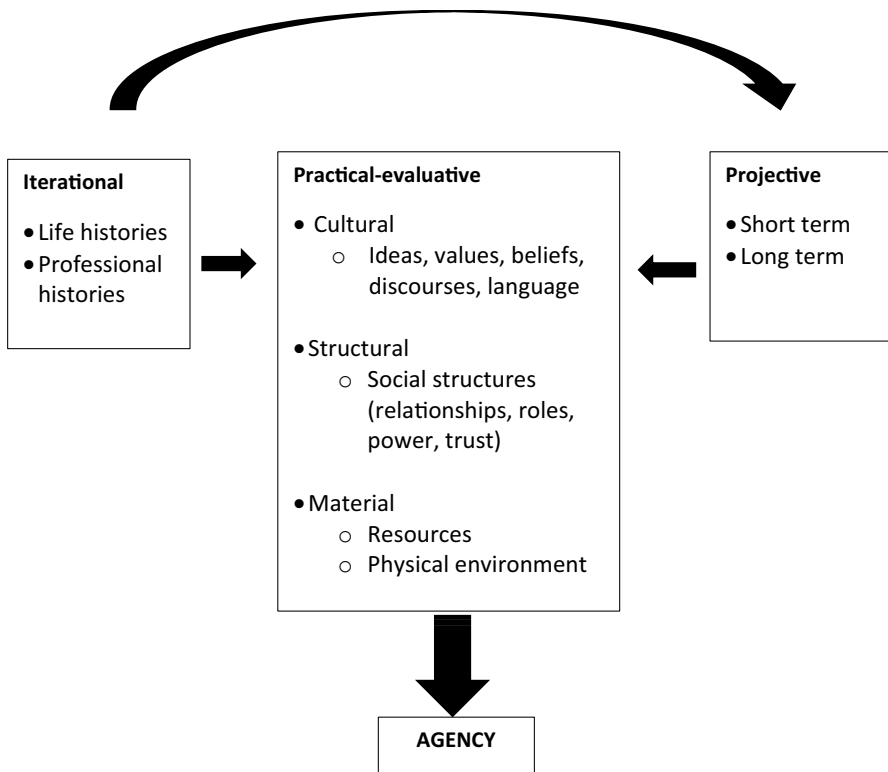 Iterational
• Life histories
• Professional
histories
Practical-evaluative
• Cultural
o Ideas, values, beliefs,
discourses, language
• Structural
o Social structures
(relationships, roles,
power, trust)
• Material
o Resources
o Physical environment
Projective
• Short term
• Long term
AGENCY